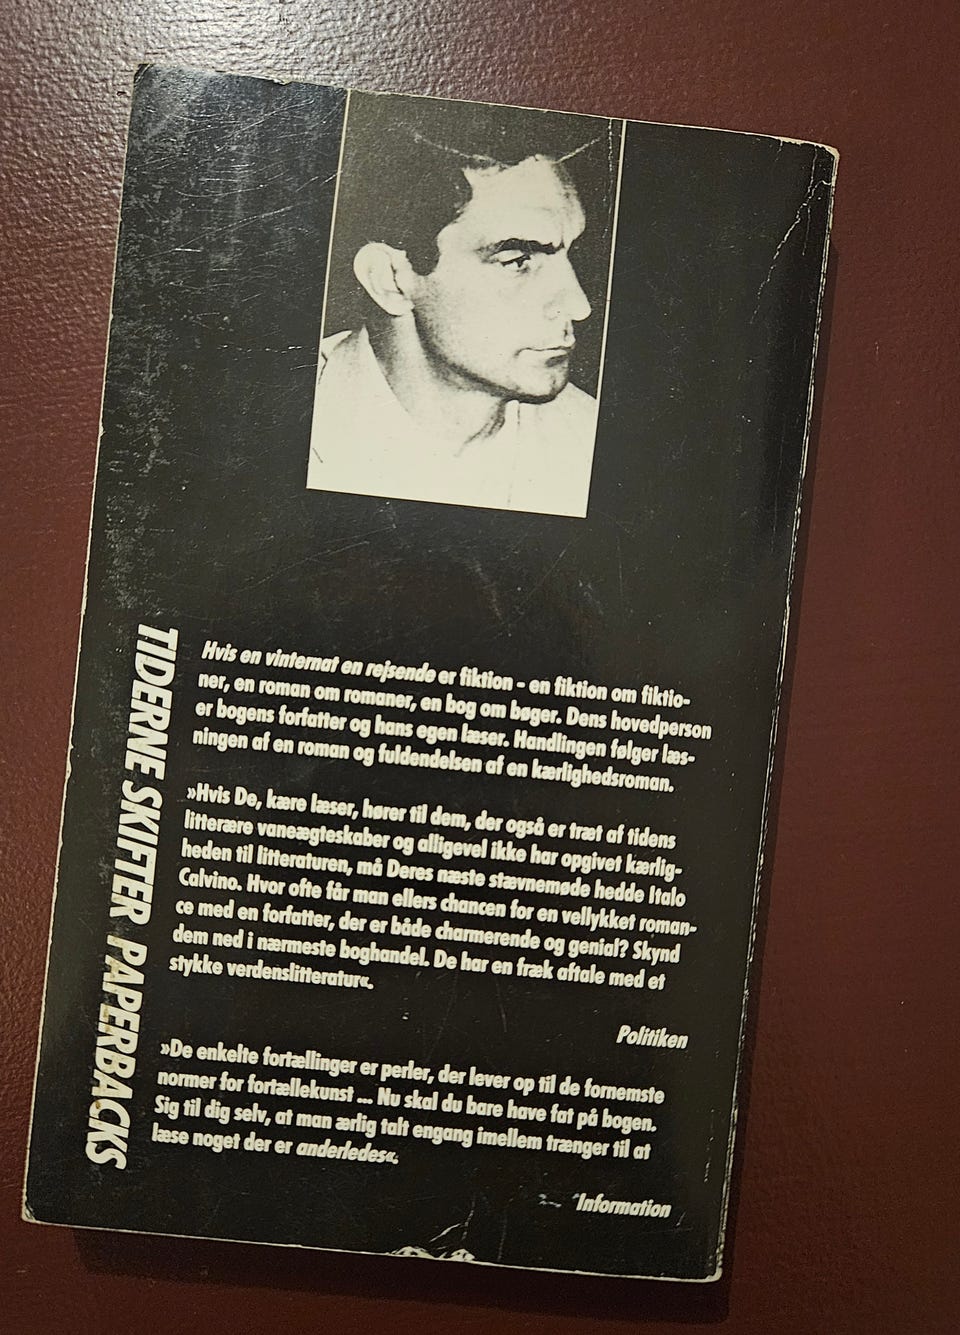 TIDERNE SKIFTER PAPERBACKS
Hvis en vinternat en rejsende er fiktion - en fiktion om fiktio-
ner, en roman om romaner, en bog om bøger. Dens hovedperson
er bogens forfatter og hans egen læser. Handlingen følger læs-
ningen af en roman og fuldendelsen af en kærlighedsroman.
»Hvis De, kære læser, hører til dem, der også er træt af tidens
litterære vaneægteskaber og alligevel ikke har opgivet kærlig-
heden til litteraturen, må Deres næste stævnemøde hedde Italo
Calvino. Hvor ofte får man ellers chancen for en vellykket roman-
ce med en forfatter, der er både charmerende og genial? Skynd
dem ned i nærmeste boghandel. De har en fræk aftale med et
stykke verdenslitteratur«.
Politiken
»De enkelte fortællinger er perler, der lever op til de fornemste
normer for fortællekunst ... Nu skal du bare have fat på bogen.
Sig til dig selv, at man ærlig talt engang imellem trænger til at
læse noget der er anderledes«.
Information